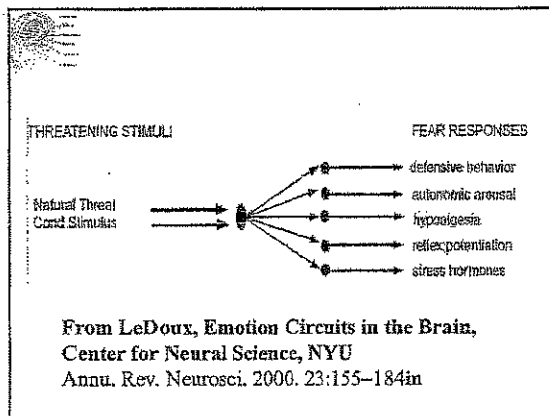 THREATENING STIMULI
FEAR RESPONSES
Natural Threat
Cond.Stimulus
defensive behavior
autonomic arousal
hypoalgesia
reflex potentiation
stress hormones
From LeDoux, Emotion Circuits in the Brain,
Center for Neural Science, NYU
Annu. Rev. Neurosci. 2000. 23:155–184in